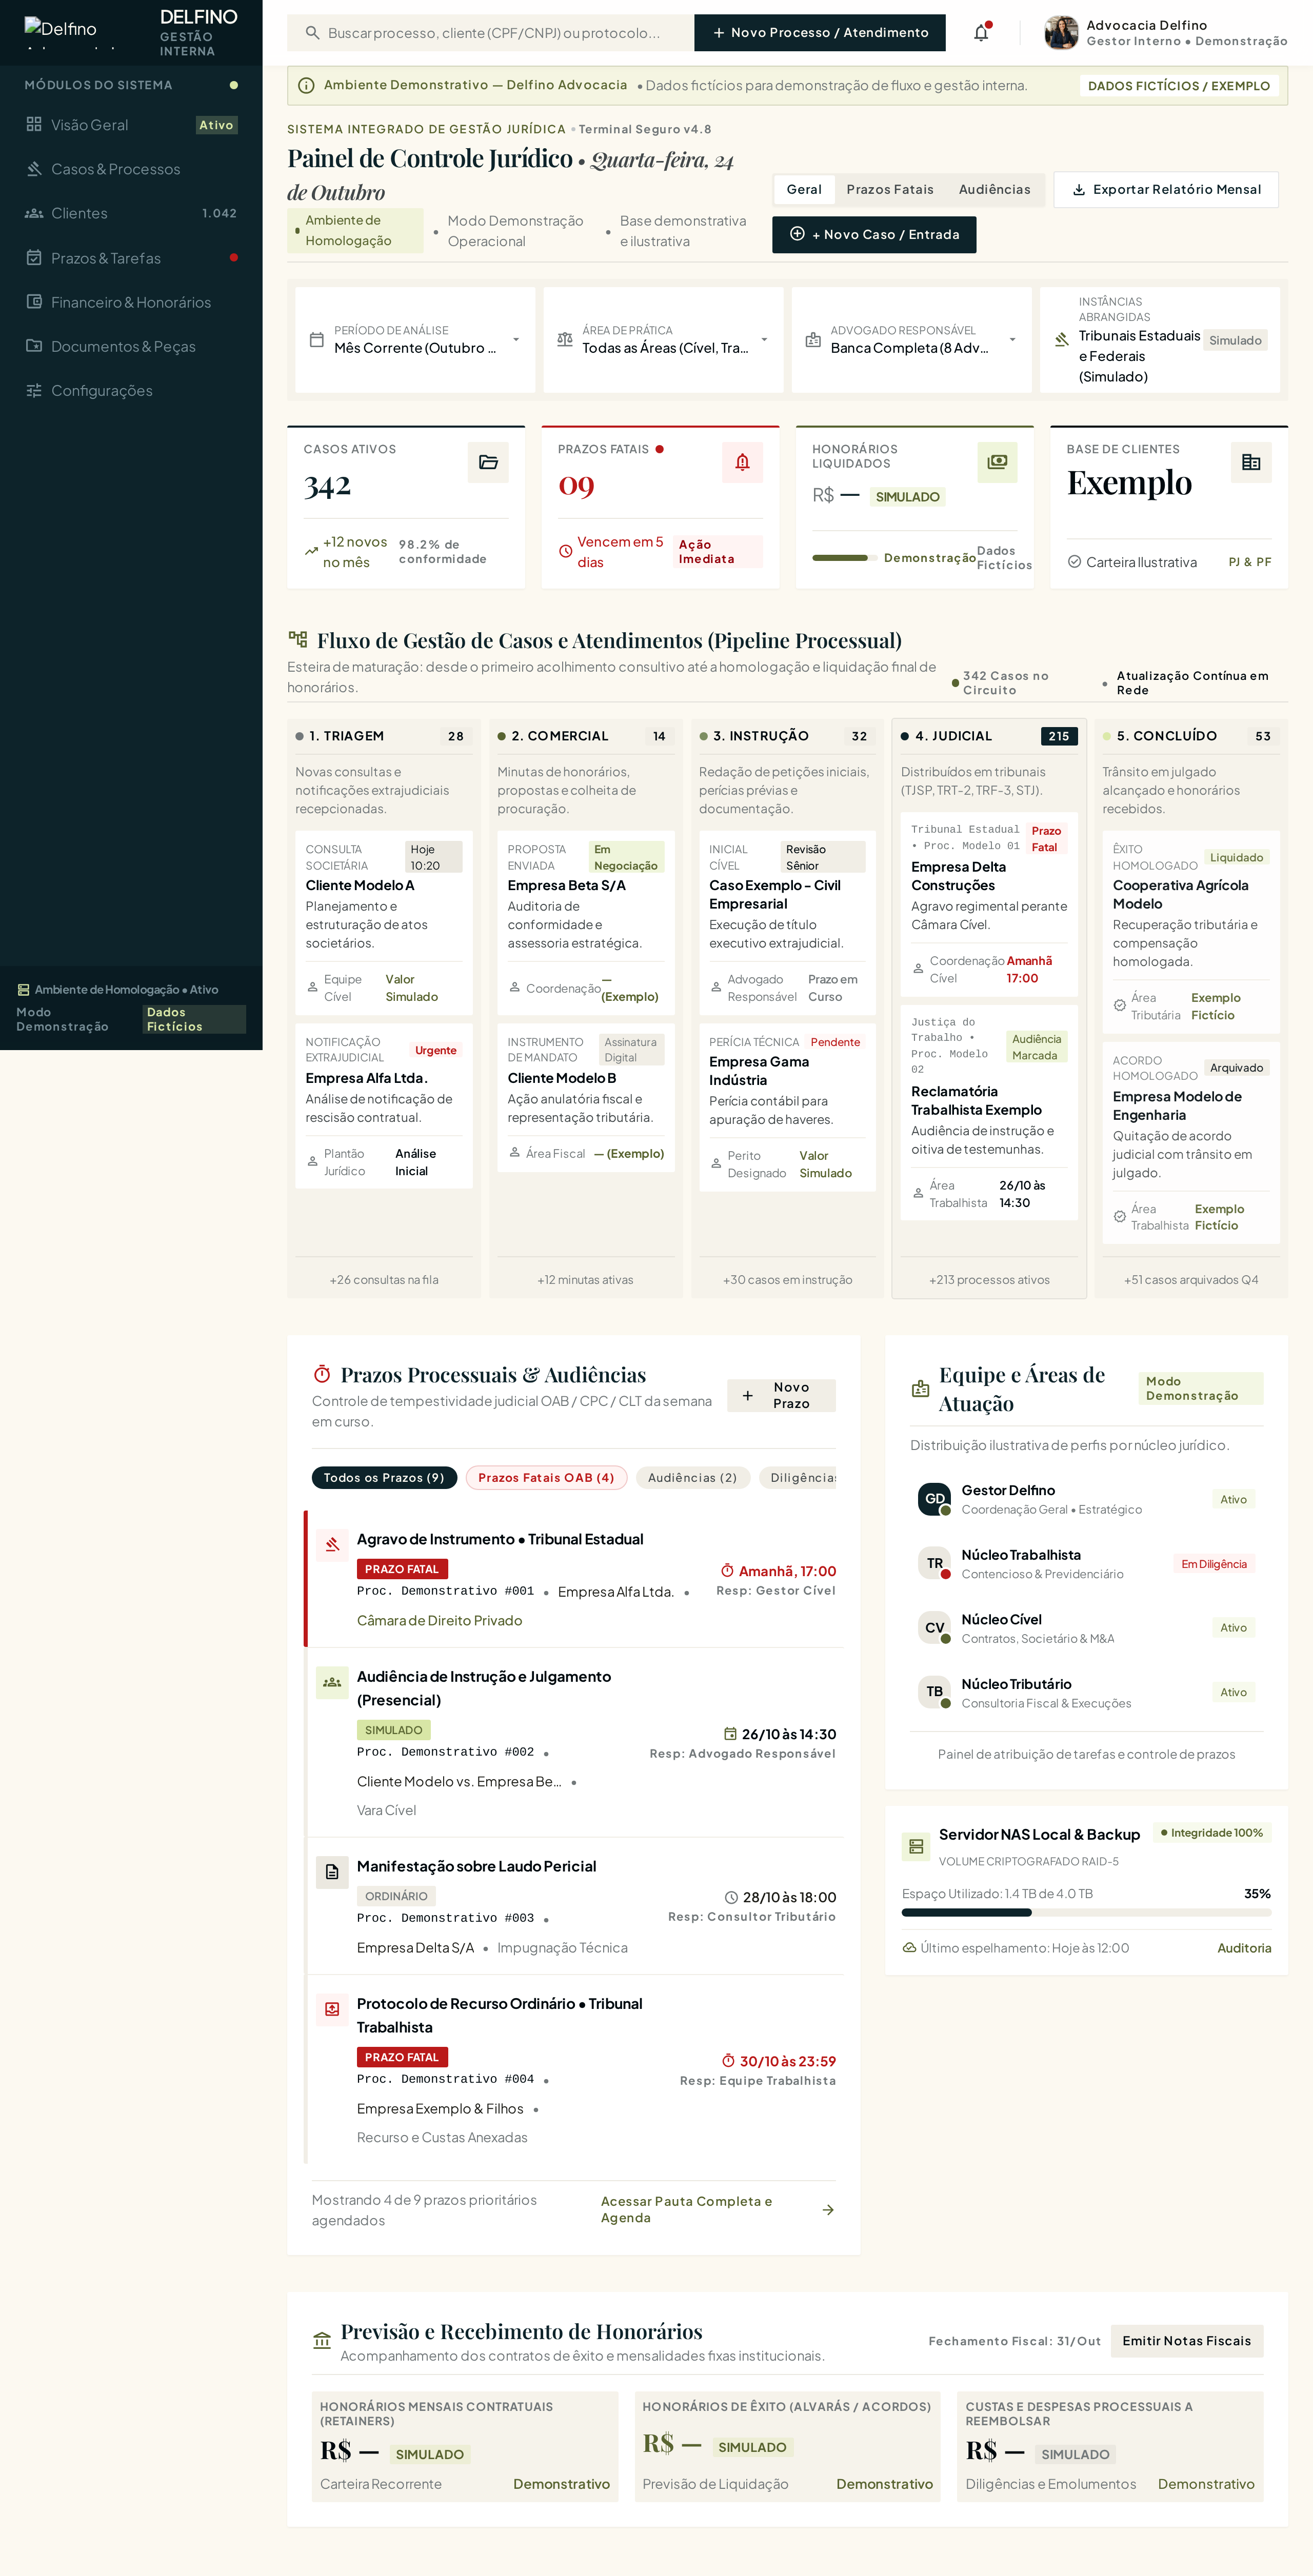 Delfino
DELFINO
GESTÃO
INTERNA
MÓDULOS DO SISTEMA
Visão Geral
Ativo
Casos & Processos
Clientes
1.042
Prazos & Tarefas
Financeiro & Honorários
Documentos & Peças
Configurações
Ambiente de Homologação • Ativo
Modo
Demonstração
Dados
Fictícios
Buscar processo, cliente (CPF/CNPJ) ou protocolo...
+ Novo Processo / Atendimento
Advocacia Delfino
Gestor Interno • Demonstração
Ambiente Demonstrativo — Delfino Advocacia • Dados fictícios para demonstração de fluxo e gestão interna.
DADOS FICTÍCIOS / EXEMPLO
SISTEMA INTEGRADO DE GESTÃO JURÍDICA • Terminal Seguro v4.8
Painel de Controle Jurídico • Quarta-feira, 24
de Outubro
Ambiente de
Homologação
• Modo Demonstração
Operacional
• Base demonstrativa
e ilustrativa
Geral
Prazos Fatais
Audiências
Exportar Relatório Mensal
+ Novo Caso / Entrada
PERÍODO DE ANÁLISE
Mês Corrente (Outubro ...
ÁREA DE PRÁTICA
Todas as Áreas (Cível, Tra...
ADVOGADO RESPONSÁVEL
Banca Completa (8 Adv...
INSTÂNCIAS
ABRANGIDAS
Tribunais Estaduais
e Federais
(Simulado)
Simulado
CASOS ATIVOS
342
+12 novos
no mês
98.2% de
conformidade
PRAZOS FATAIS
09
Vencem em 5
dias
Ação
Imediata
HONORÁRIOS
LIQUIDADOS
R$ —
SIMULADO
Demonstração
Dados
Fictícios
BASE DE CLIENTES
Exemplo
Carteira Ilustrativa
PJ & PF
Fluxo de Gestão de Casos e Atendimentos (Pipeline Processual)
Esteira de maturação: desde o primeiro acolhimento consultivo até a homologação e liquidação final de
honorários.
342 Casos no
Circuito
• Atualização Contínua em
Rede
1. TRIAGEM
28
Novas consultas e
notificações extrajudiciais
recepcionadas.
CONSULTA
SOCIETÁRIA
Hoje
10:20
Cliente Modelo A
Planejamento e
estruturação de atos
societários.
Equipe
Cível
Valor
Simulado
NOTIFICAÇÃO
EXTRAJUDICIAL
Urgente
Empresa Alfa Ltda.
Análise de notificação de
rescisão contratual.
Plantão
Jurídico
Análise
Inicial
+26 consultas na fila
2. COMERCIAL
14
Minutas de honorários,
propostas e colheita de
procuração.
PROPOSTA
ENVIADA
Em
Negociação
Empresa Beta S/A
Auditoria de
conformidade e
assessoria estratégica.
Coordenação
—
(Exemplo)
INSTRUMENTO
DE MANDATO
Assinatura
Digital
Cliente Modelo B
Ação anulatória fiscal e
representação tributária.
Área Fiscal
— (Exemplo)
+12 minutas ativas
3. INSTRUÇÃO
32
Redação de petições iniciais,
perícias prévias e
documentação.
INICIAL
CÍVEL
Revisão
Sênior
Caso Exemplo - Civil
Empresarial
Execução de título
executivo extrajudicial.
Advogado
Responsável
Prazo em
Curso
PERÍCIA TÉCNICA
Pendente
Empresa Gama
Indústria
Perícia contábil para
apuração de haveres.
Perito
Designado
Valor
Simulado
+30 casos em instrução
4. JUDICIAL
215
Distribuídos em tribunais
(TJSP, TRT-2, TRF-3, STJ).
Tribunal Estadual
• Proc. Modelo 01
Prazo
Fatal
Empresa Delta
Construções
Agravo regimental perante
Câmara Cível.
Coordenação
Cível
Amanhã
17:00
Justiça do
Trabalho •
Proc. Modelo
02
Audiência
Marcada
Reclamatória
Trabalhista Exemplo
Audiência de instrução e
oitiva de testemunhas.
Área
Trabalhista
26/10 às
14:30
+213 processos ativos
5. CONCLUÍDO
53
Trânsito em julgado
alcançado e honorários
recebidos.
ÊXITO
HOMOLOGADO
Liquidado
Cooperativa Agrícola
Modelo
Recuperação tributária e
compensação
homologada.
Área
Tributária
Exemplo
Fictício
ACORDO
HOMOLOGADO
Arquivado
Empresa Modelo de
Engenharia
Quitação de acordo
judicial com trânsito em
julgado.
Área
Trabalhista
Exemplo
Fictício
+51 casos arquivados Q4
Prazos Processuais & Audiências
Controle de tempestividade judicial OAB / CPC / CLT da semana
em curso.
+ Novo
Prazo
Todos os Prazos (9)
Prazos Fatais OAB (4)
Audiências (2)
Diligências
Agravo de Instrumento • Tribunal Estadual
PRAZO FATAL
Proc. Demonstrativo #001 • Empresa Alfa Ltda. •
Câmara de Direito Privado
Amanhã, 17:00
Resp: Gestor Cível
Audiência de Instrução e Julgamento
(Presencial)
SIMULADO
Proc. Demonstrativo #002 •
Cliente Modelo vs. Empresa Be... •
Vara Cível
26/10 às 14:30
Resp: Advogado Responsável
Manifestação sobre Laudo Pericial
ORDINÁRIO
Proc. Demonstrativo #003 •
Empresa Delta S/A • Impugnação Técnica
28/10 às 18:00
Resp: Consultor Tributário
Protocolo de Recurso Ordinário • Tribunal
Trabalhista
PRAZO FATAL
Proc. Demonstrativo #004 •
Empresa Exemplo & Filhos •
Recurso e Custas Anexadas
30/10 às 23:59
Resp: Equipe Trabalhista
Mostrando 4 de 9 prazos prioritários
agendados
Acessar Pauta Completa e
Agenda
Equipe e Áreas de
Atuação
Modo
Demonstração
Distribuição ilustrativa de perfis por núcleo jurídico.
GD
Gestor Delfino
Coordenação Geral • Estratégico
Ativo
TR
Núcleo Trabalhista
Contencioso & Previdenciário
Em Diligência
CV
Núcleo Cível
Contratos, Societário & M&A
Ativo
TB
Núcleo Tributário
Consultoria Fiscal & Execuções
Ativo
Painel de atribuição de tarefas e controle de prazos
Servidor NAS Local & Backup
• Integridade 100%
VOLUME CRIPTOGRAFADO RAID-5
Espaço Utilizado: 1.4 TB de 4.0 TB
35%
Último espelhamento: Hoje às 12:00
Auditoria
Previsão e Recebimento de Honorários
Acompanhamento dos contratos de êxito e mensalidades fixas institucionais.
Fechamento Fiscal: 31/Out
Emitir Notas Fiscais
HONORÁRIOS MENSAIS CONTRATUAIS
(RETAINERS)
R$ —
SIMULADO
Carteira Recorrente
Demonstrativo
HONORÁRIOS DE ÊXITO (ALVARÁS / ACORDOS)
R$ —
SIMULADO
Previsão de Liquidação
Demonstrativo
CUSTAS E DESPESAS PROCESSUAIS A
REEMBOLSAR
R$ —
SIMULADO
Diligências e Emolumentos
Demonstrativo